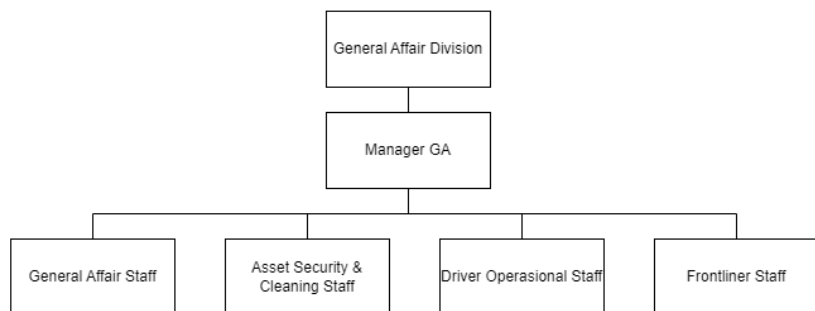 General Affair Division
Manager GA
General Affair Staff
Asset Security &
Cleaning Staff
Driver Operasional Staff
Frontliner Staff